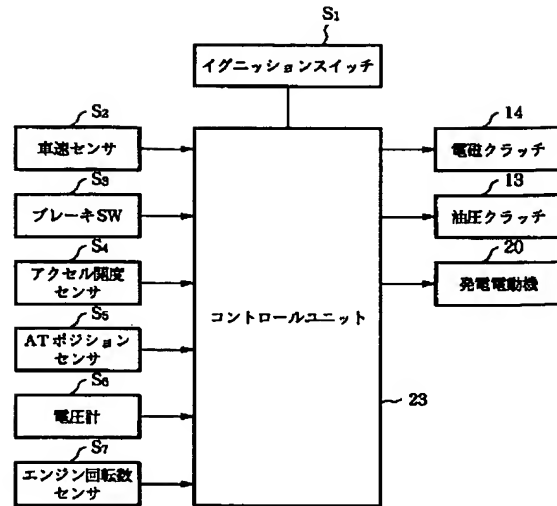 S1
イグニッションスイッチ
S2
車速センサ
S3
ブレーキSW
S4
アクセル開度
センサ
S5
ATポジション
センサ
S6
電圧計
S7
エンジン回転数
センサ
コントロールユニット
23
14
電磁クラッチ
13
油圧クラッチ
20
発電電動機